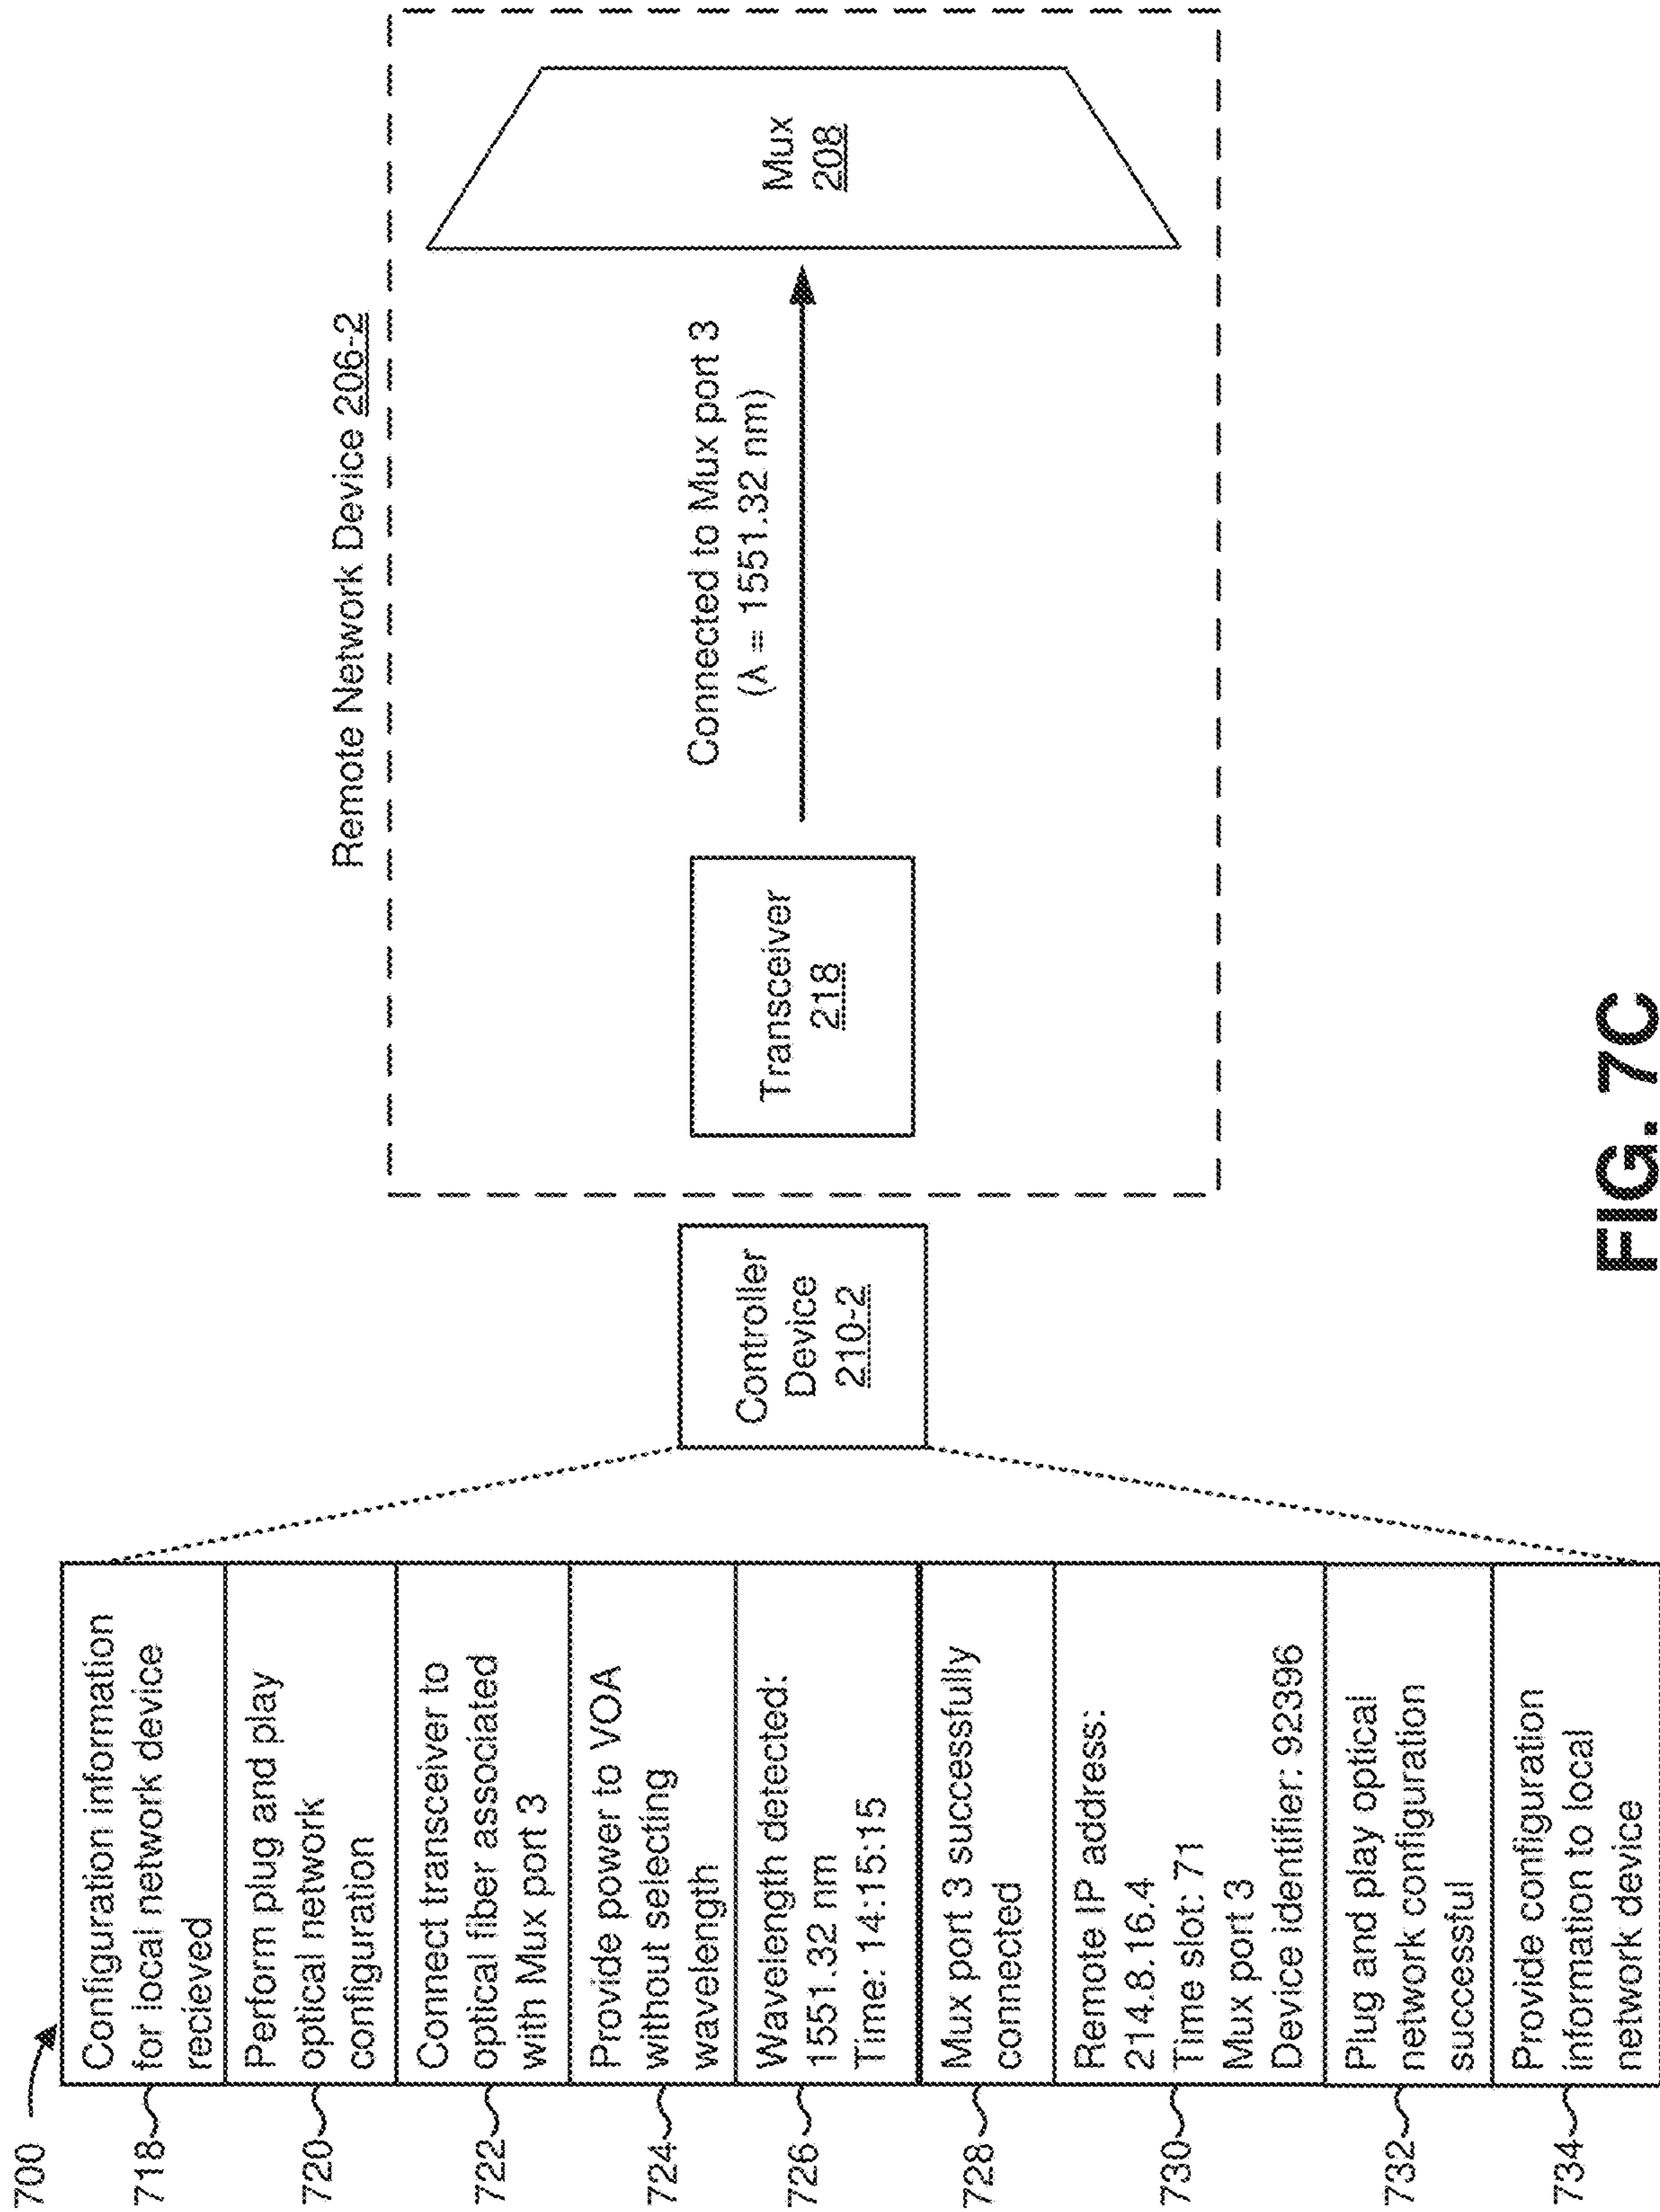 700
718
Configuration information
for local network device
recieved
720
Perform plug and play
optical network
configuration
722
Connect transceiver to
optical fiber associated
with Mux port 3
724
Provide power to VOA
without selecting
wavelength
726
Wavelength detected:
1551.32 nm
Time: 14:15:15
728
Mux port 3 successfully
connected
730
Remote IP address:
214.8.16.4
Time slot: 71
Mux port 3
Device identifier: 92396
732
Plug and play optical
network configuration
successful
734
Provide configuration
information to local
network device
Controller
Device
210-2
Remote Network Device 206-2
Transceiver
218
Connected to Mux port 3
(λ = 1551.32 nm)
Mux
208
FIG. 7C